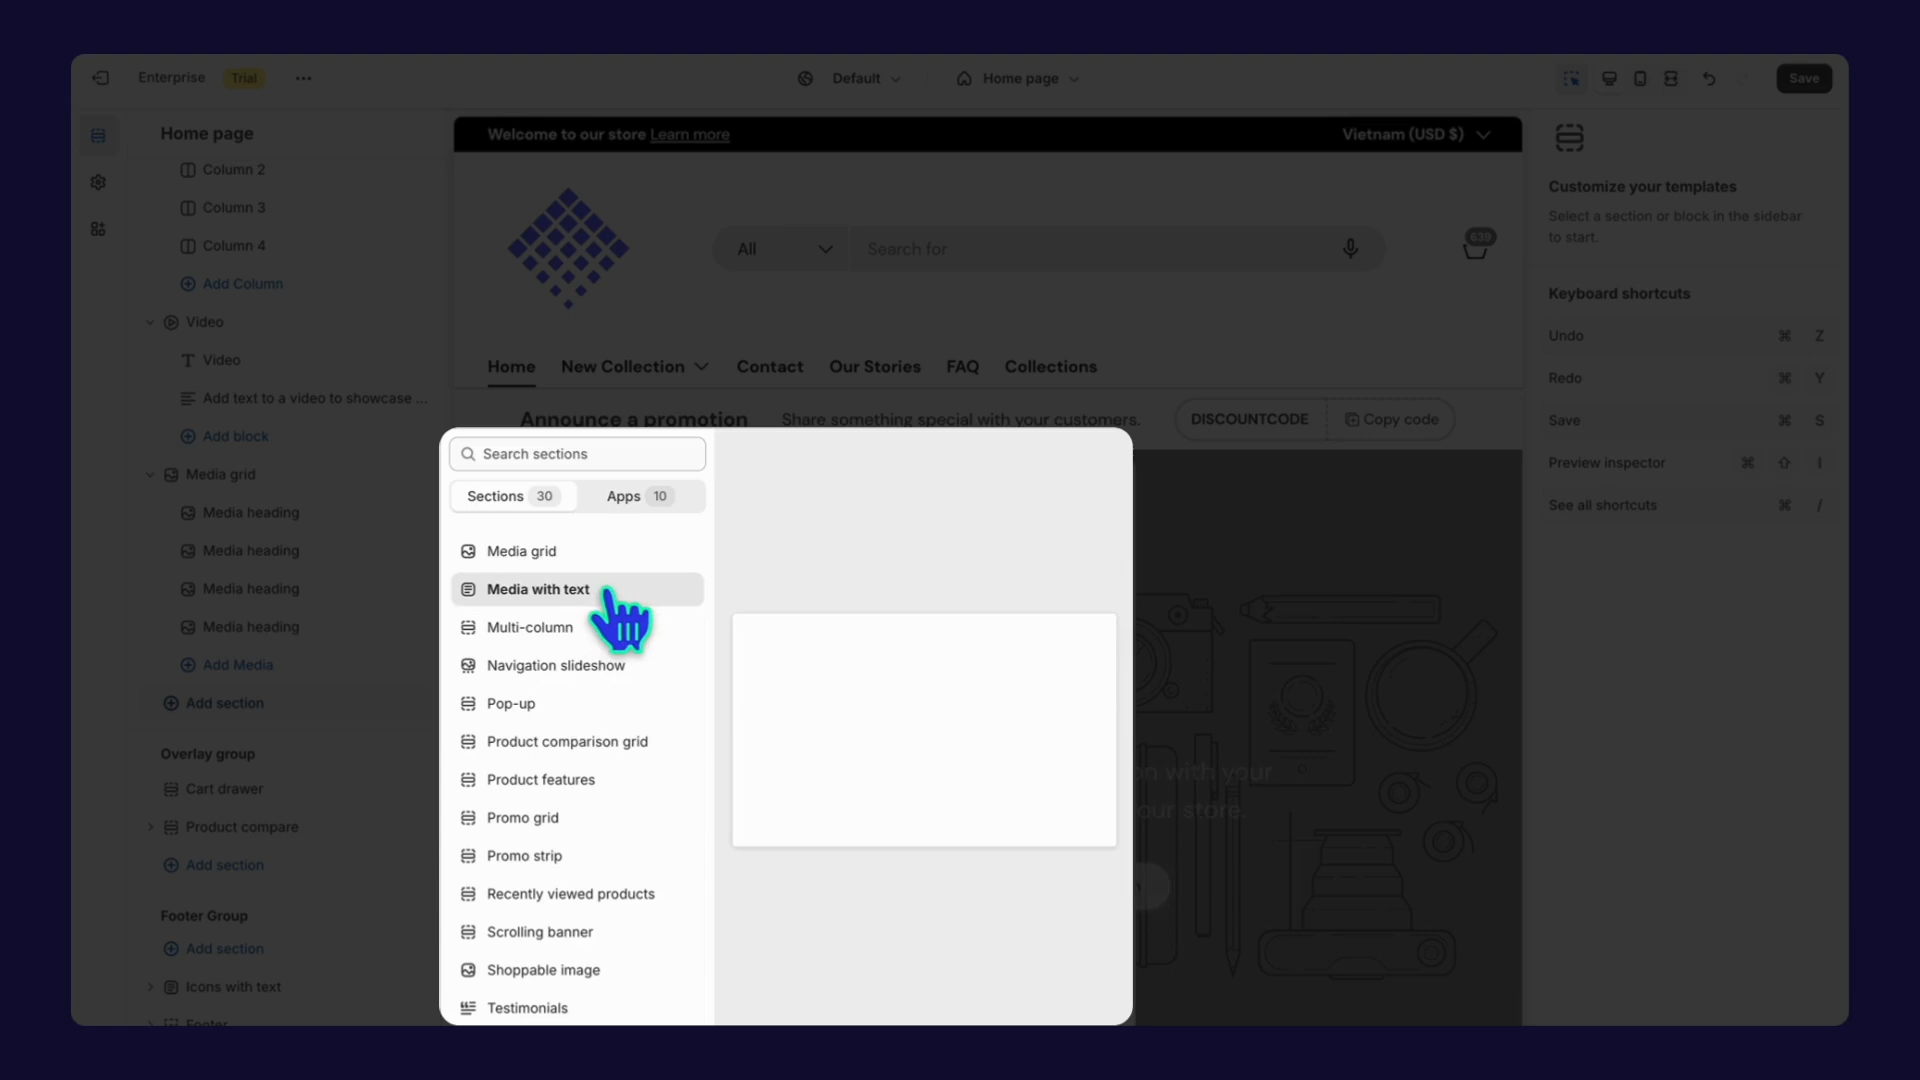 Enterprise
Trial
Default
Home page
Save
Home page
Column 2
Column 3
Column 4
Add Column
Video
Video
Add text to a video to showcase ...
Add block
Media grid
Media heading
Media heading
Media heading
Media heading
Add Media
Add section
Overlay group
Cart drawer
Product compare
Add section
Footer Group
Add section
Icons with text
Footer
Welcome to our store Learn more
Vietnam (USD $)
All
Search for
639
Home
New Collection
Contact
Our Stories
FAQ
Collections
Announce a promotion
Share something special with your customers.
DISCOUNTCODE
Copy code
Search sections
Sections 30
Apps 10
Media grid
Media with text
Multi-column
Navigation slideshow
Pop-up
Product comparison grid
Product features
Promo grid
Promo strip
Recently viewed products
Scrolling banner
Shoppable image
Testimonials
with your
our store.
Customize your templates
Select a section or block in the sidebar
to start.
Keyboard shortcuts
Undo ⌘ Z
Redo ⌘ Y
Save ⌘ S
Preview inspector ⌘ ⇧ I
See all shortcuts ⌘ /